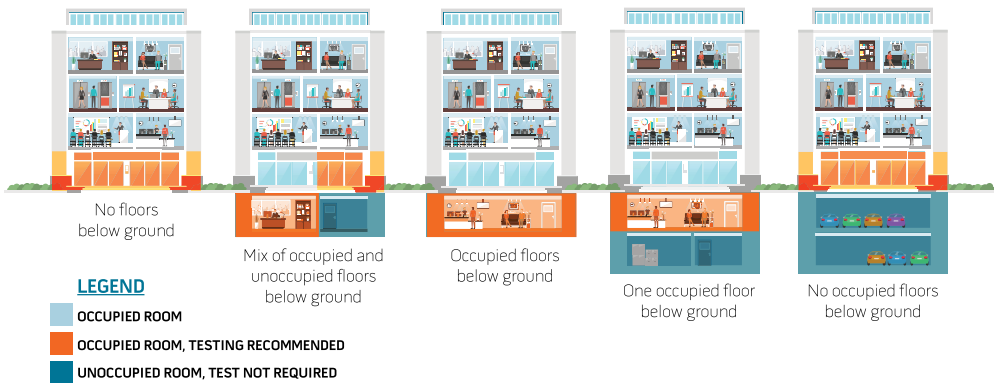 No floors
below ground
Mix of occupied and
unoccupied floors
below ground
Occupied floors
below ground
One occupied floor
below ground
No occupied floors
below ground
LEGEND
OCCUPIED ROOM
OCCUPIED ROOM, TESTING RECOMMENDED
UNOCCUPIED ROOM, TEST NOT REQUIRED